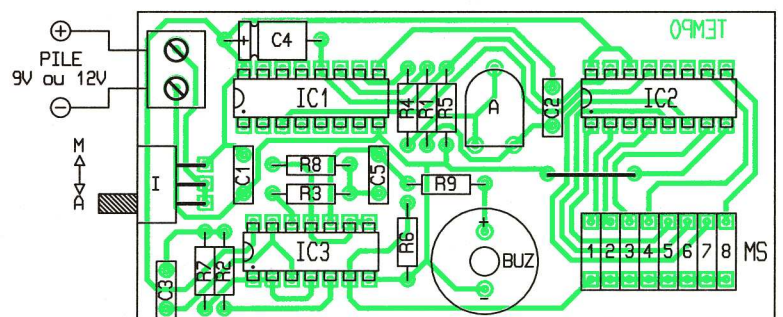 +
PILE
9V ou 12V
-
M
A
I
TEMPO
+
C4
IC1
R4
R1
R5
A
C2
IC2
C1
R8
R3
C5
R9
R6
IC3
R7
R2
C3
+
BUZ
-
1 2 3 4 5 6 7 8
MS